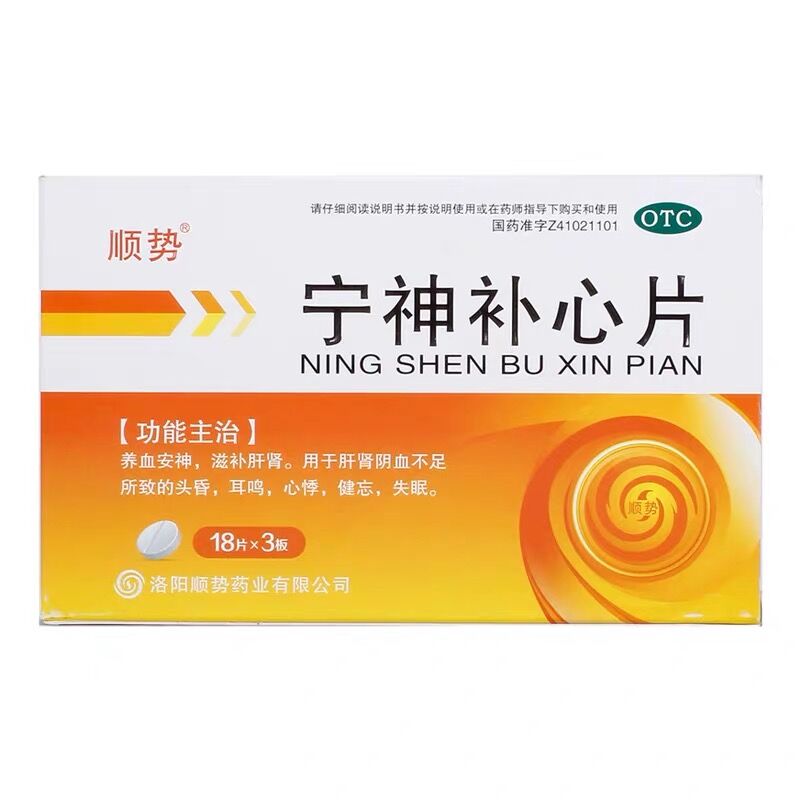 请仔细阅读说明书并按说明使用或在药师指导下购买和使用
国药准字Z41021101
OTC
顺势®
宁神补心片
NING SHEN BU XIN PIAN
【功能主治】
养血安神，滋补肝肾。用于肝肾阴血不足
所致的头昏，耳鸣，心悸，健忘，失眠。
顺势
18片×3板
洛阳顺势药业有限公司